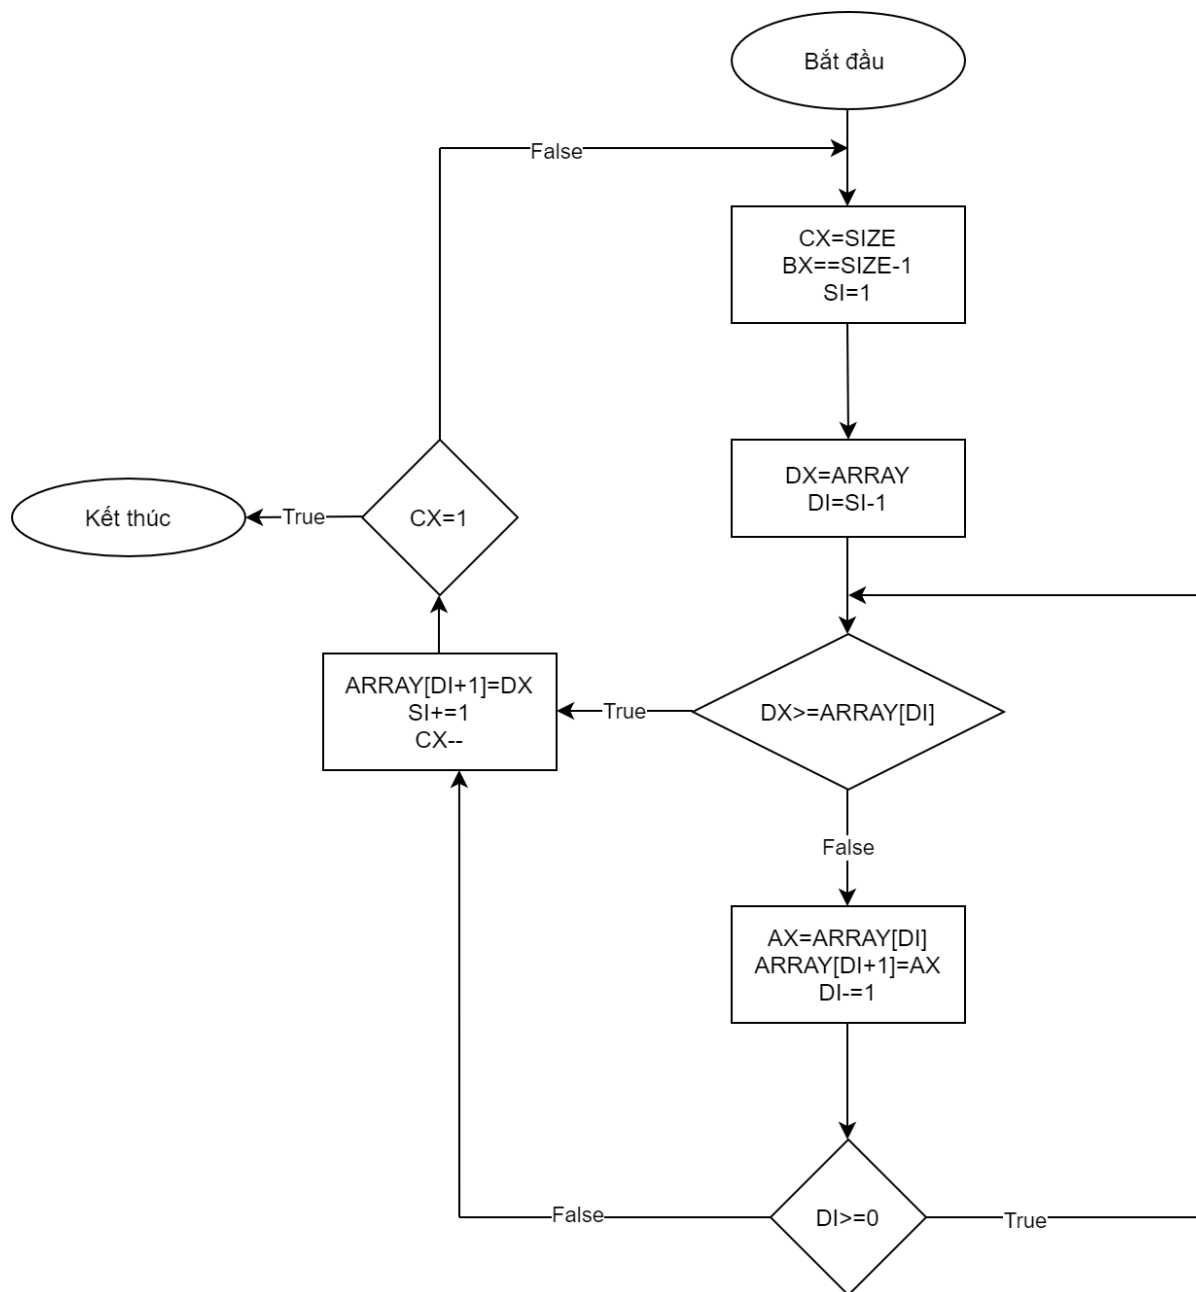 Bắt đầu
False
CX=SIZE
BX==SIZE-1
SI=1
DX=ARRAY
DI=SI-1
CX=1
True
Kết thúc
DX>=ARRAY[DI]
True
ARRAY[DI+1]=DX
SI+=1
CX--
False
AX=ARRAY[DI]
ARRAY[DI+1]=AX
DI-=1
DI>=0
False
True